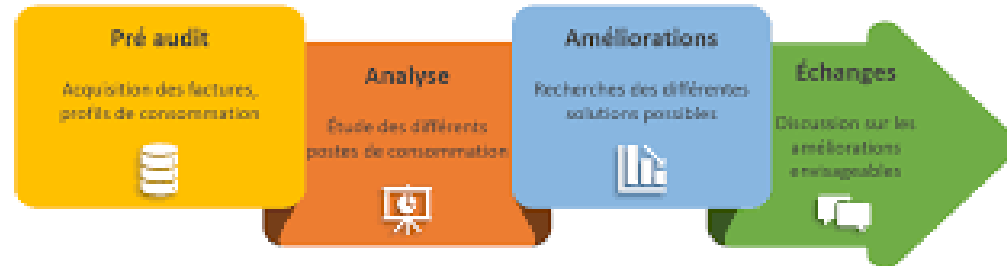 Pré audit
Acquisition des factures,
profils de consommation
Analyse
Étude des différents
postes de consommation
Améliorations
Recherches des différentes
solutions possibles
Échanges
Discussion sur les
améliorations
envisageables